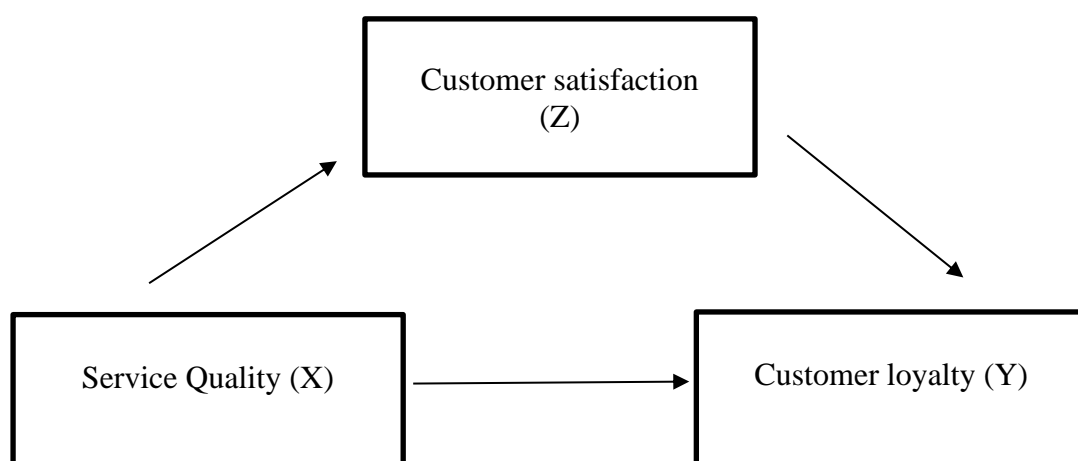 Customer satisfaction
(Z)
Service Quality (X)
Customer loyalty (Y)